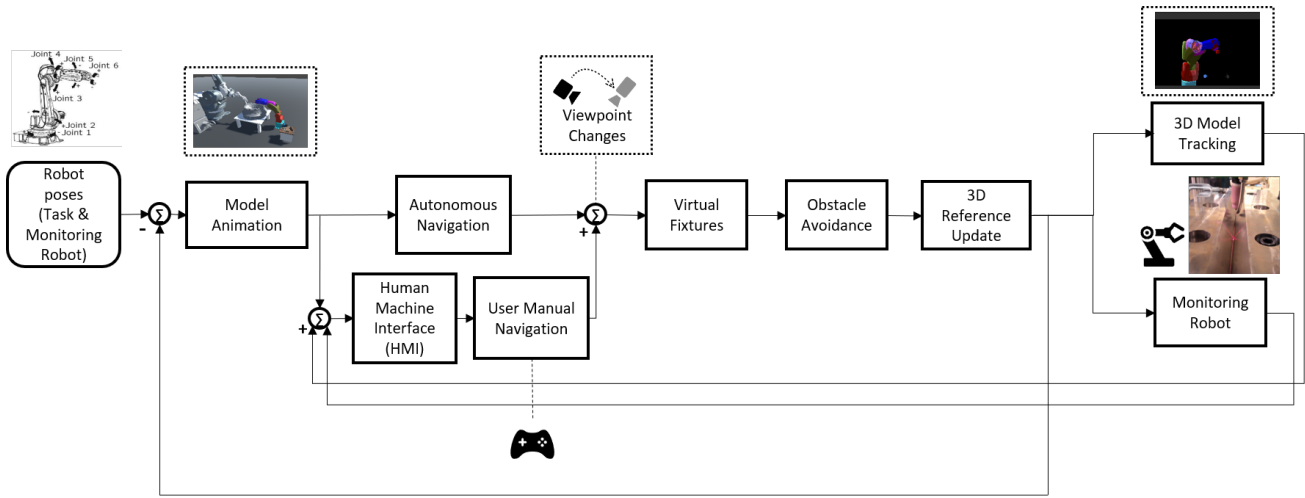 Joint 4
Joint 5
Joint 6
Joint 3
Joint 2
Joint 1
Robot
poses
(Task &
Monitoring
Robot)
Σ
-
Model
Animation
Autonomous
Navigation
Viewpoint
Changes
Σ
+
Virtual
Fixtures
Obstacle
Avoidance
3D
Reference
Update
3D Model
Tracking
Σ
+
Human
Machine
Interface
(HMI)
User Manual
Navigation
Monitoring
Robot